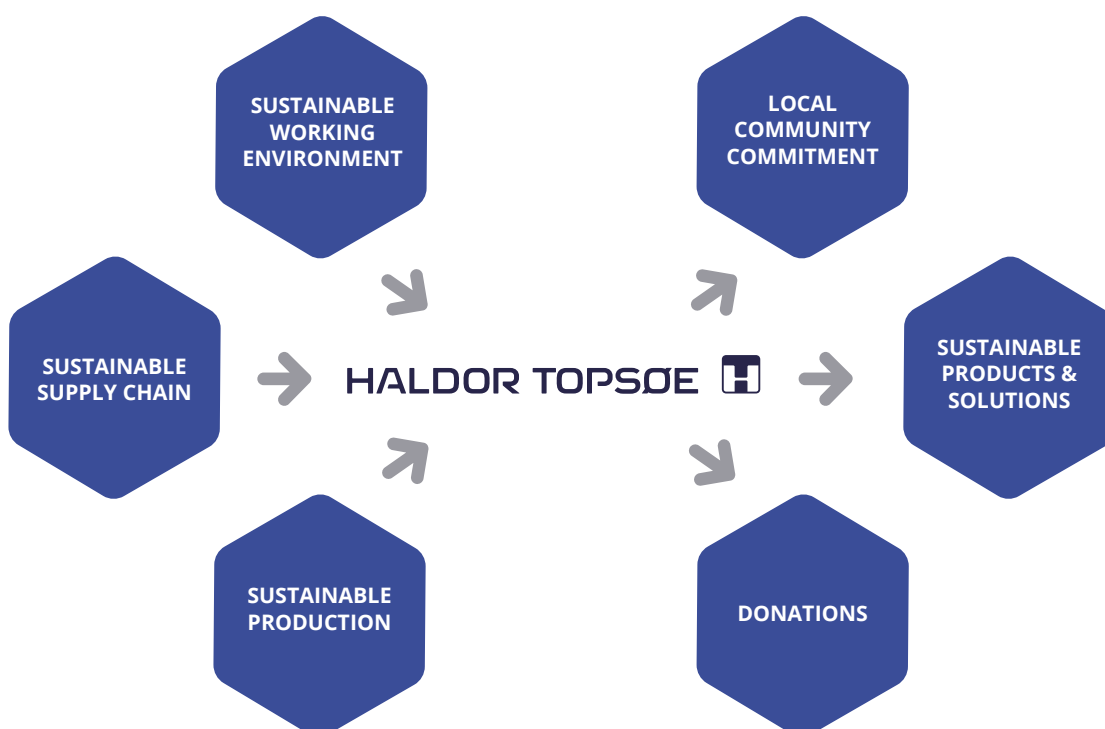 SUSTAINABLE
WORKING
ENVIRONMENT
LOCAL
COMMUNITY
COMMITMENT
SUSTAINABLE
SUPPLY CHAIN
HALDOR TOPSØE H
SUSTAINABLE
PRODUCTS &
SOLUTIONS
SUSTAINABLE
PRODUCTION
DONATIONS